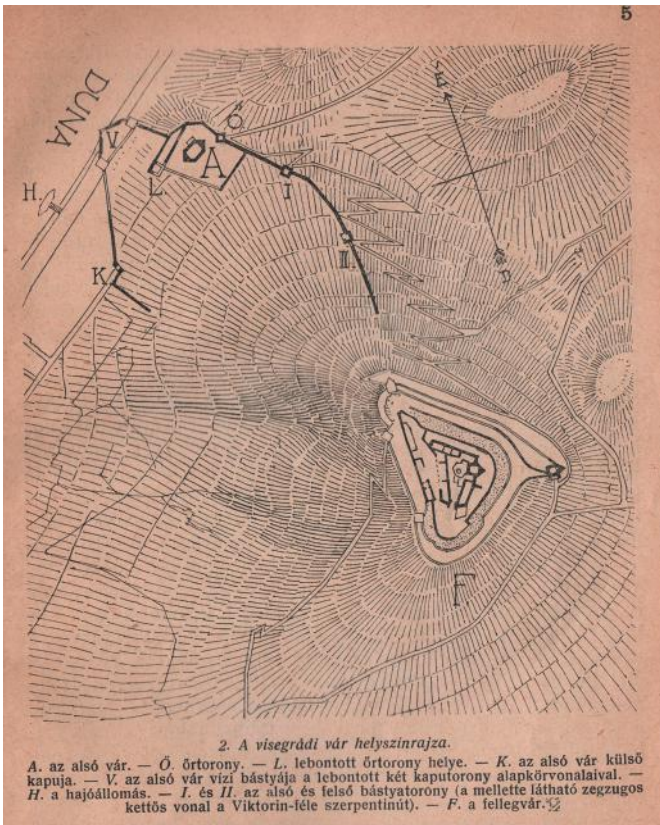 5
DUNA
É
V
Ő
A
L.
I
H.
II.
D
K
F.
2. A visegrádi vár helyszínrajza.
A. az alsó vár. — Ő. őrtorony. — L. lebontott őrtorony helye. — K. az alsó vár külső
kapuja. — V. az alsó vár vízi bástyája a lebontott két kaputorony alapkörvonalaival. —
H. a hajóállomás. — I. és II. az alsó és felső bástyatorony (a mellette látható zegzugos
kettős vonal a Viktorin-féle szerpentinút). — F. a fellegvár.